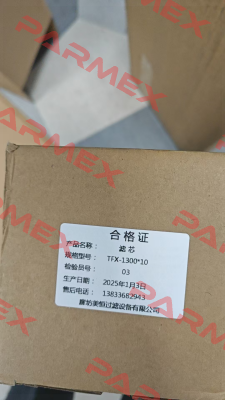 PARMEX
PARMEX
PARMEX
合格证
产品名称： 滤芯
规格型号： TFX-1300*10
检验员号： 03
生产日期： 2025年1月3日
售后电话： 13833682943
廊坊美恒过滤设备有限公司
PARMEX
PARMEX